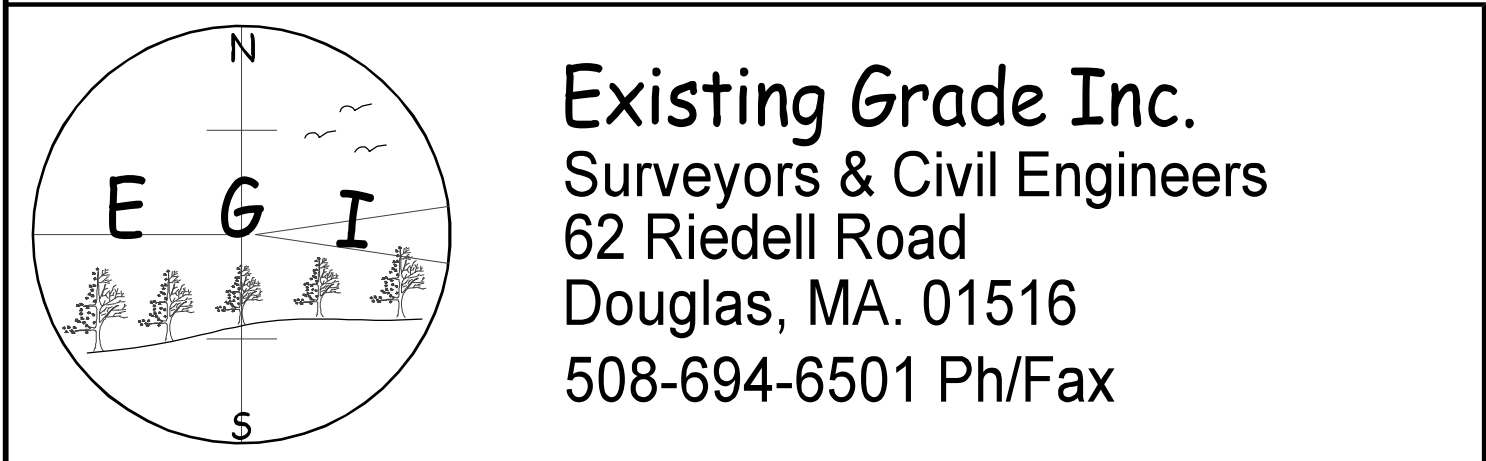 N
E G I
S
Existing Grade Inc.
Surveyors & Civil Engineers
62 Riedell Road
Douglas, MA. 01516
508-694-6501 Ph/Fax